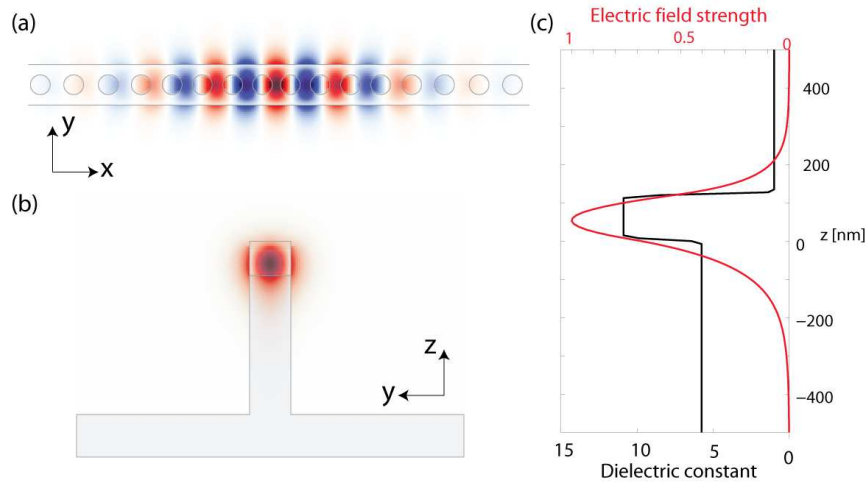 (a)
y
x
(b)
z
y
(c)
Electric field strength
1 0.5 0
400
200
0 z [nm]
−200
−400
15 10 5 0
Dielectric constant